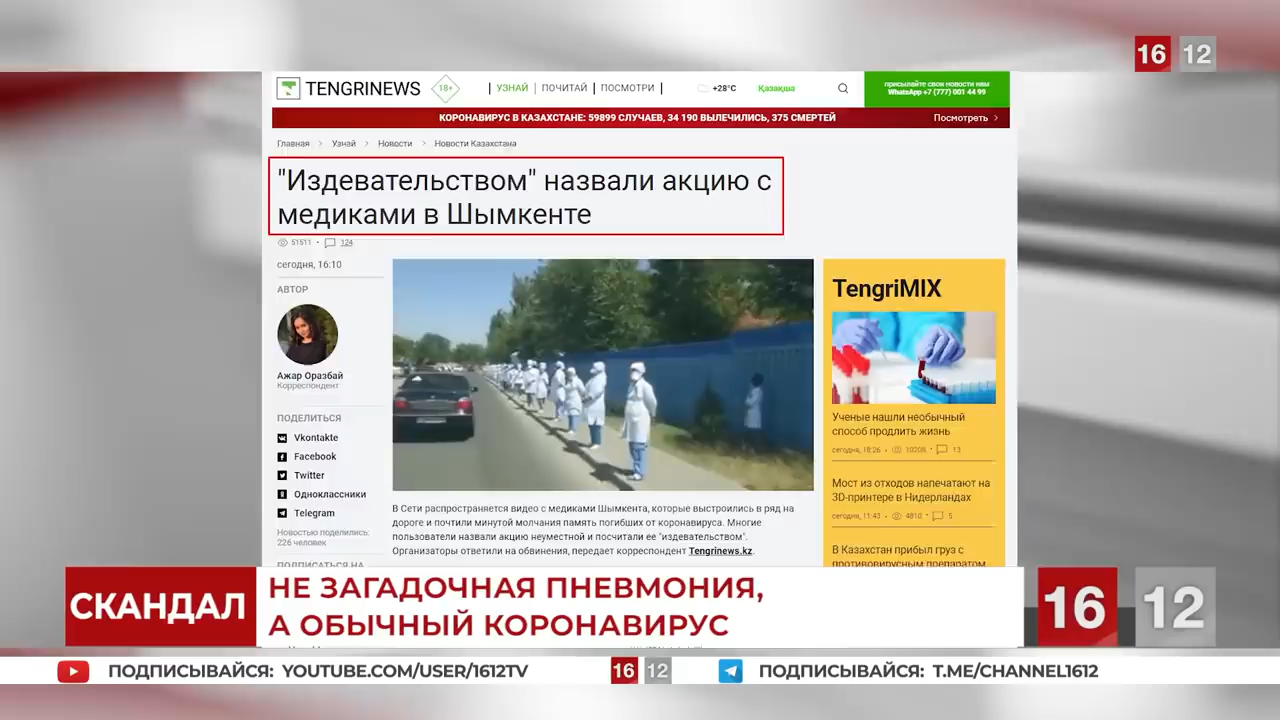 16 12
TENGRINEWS 18+ УЗНАЙ ПОЧИТАЙ ПОСМОТРИ +28°C Қазақша
присылайте свои новости нам
WhatsApp +7 (777) 001 44 99
КОРОНАВИРУС В КАЗАХСТАНЕ: 59899 СЛУЧАЕВ, 34 190 ВЫЛЕЧИЛИСЬ, 375 СМЕРТЕЙ Посмотреть
Главная Узнай Новости Новости Казахстана
"Издевательством" назвали акцию с
медиками в Шымкенте
51511 • 124
сегодня, 16:10
АВТОР
Ажар Оразбай
Корреспондент
ПОДЕЛИТЬСЯ
Vkontakte
Facebook
Twitter
Одноклассники
Telegram
Новостью поделились:
226 человек
ПОДПИСАТЬСЯ НА
В Сети распространяется видео с медиками Шымкента, которые выстроились в ряд на
дороге и почтили минутой молчания память погибших от коронавируса. Многие
пользователи назвали акцию неуместной и посчитали ее "издевательством".
Организаторы ответили на обвинения, передает корреспондент Tengrinews.kz.
TengriMIX
Ученые нашли необычный
способ продлить жизнь
сегодня, 18:26 • 10208 • 13
Мост из отходов напечатают на
3D-принтере в Нидерландах
сегодня, 11:43 • 4810 • 5
В Казахстан прибыл груз с
противовирусным препаратом
СКАНДАЛ
НЕ ЗАГАДОЧНАЯ ПНЕВМОНИЯ,
А ОБЫЧНЫЙ КОРОНАВИРУС
16 12
ПОДПИСЫВАЙСЯ: YOUTUBE.COM/USER/1612TV 16 12 ПОДПИСЫВАЙСЯ: T.ME/CHANNEL1612